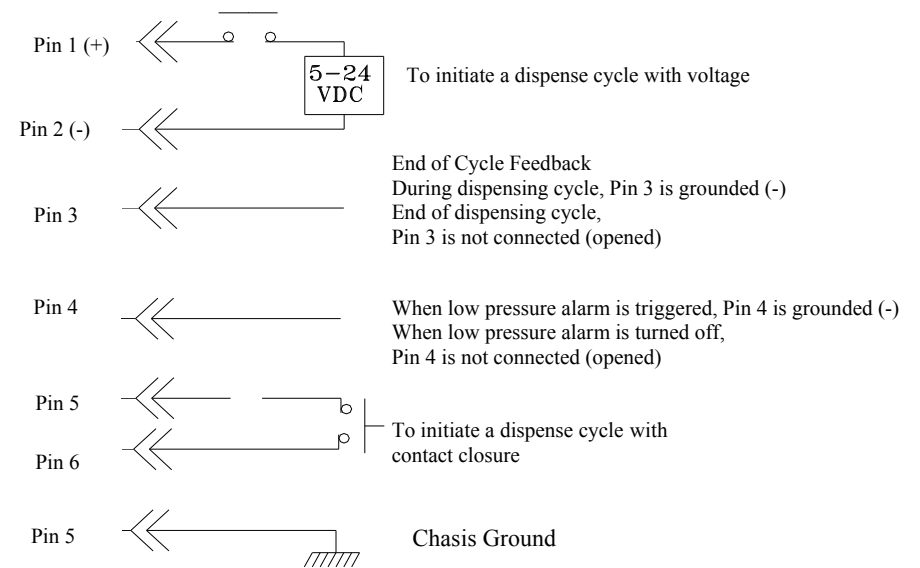 Pin 1 (+)
5-24
VDC
To initiate a dispense cycle with voltage
Pin 2 (-)
End of Cycle Feedback
During dispensing cycle, Pin 3 is grounded (-)
Pin 3
End of dispensing cycle,
Pin 3 is not connected (opened)
Pin 4
When low pressure alarm is triggered, Pin 4 is grounded (-)
When low pressure alarm is turned off,
Pin 4 is not connected (opened)
Pin 5
To initiate a dispense cycle with
contact closure
Pin 6
Pin 5
Chasis Ground